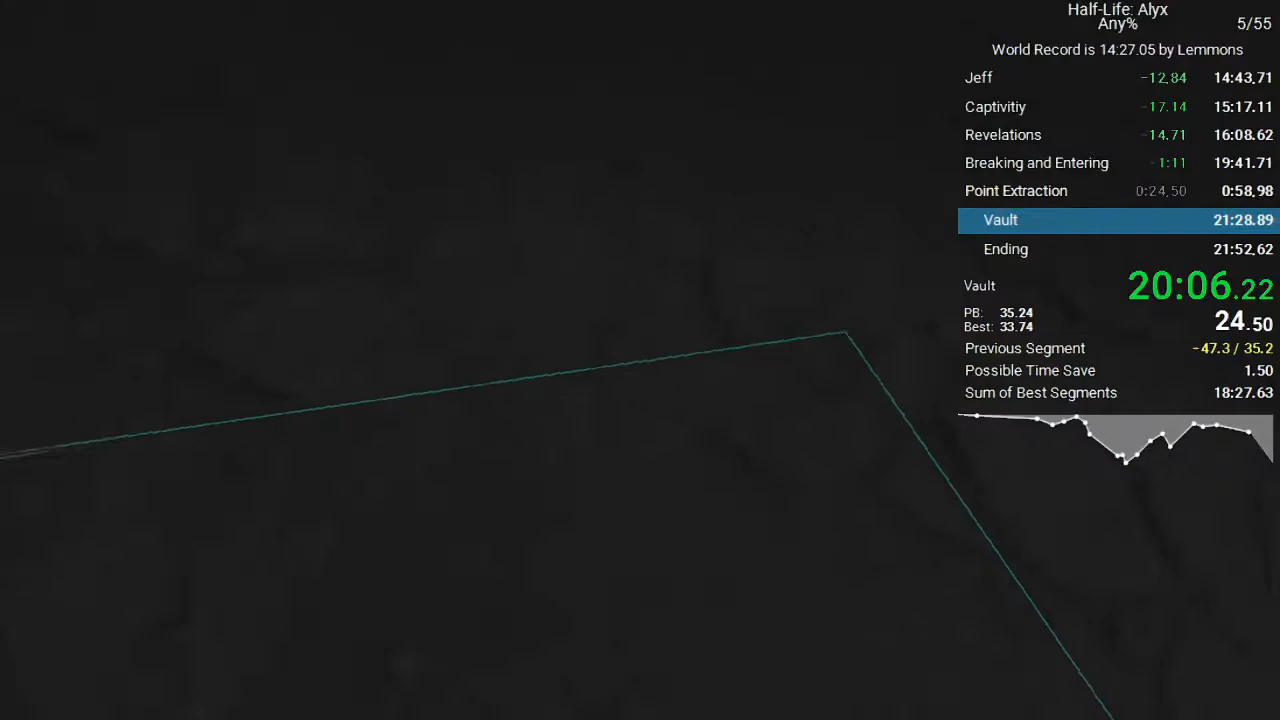 Half-Life: Alyx
Any% 5/55
World Record is 14:27.05 by Lemmons
Jeff -12.84 14:43.71
Captivitiy -17.14 15:17.11
Revelations -14.71 16:08.62
Breaking and Entering -1:11 19:41.71
Point Extraction 0:24.50 0:58.98
Vault 21:28.89
Ending 21:52.62
Vault 20:06.22
PB: 35.24
Best: 33.74 24.50
Previous Segment -47.3 / 35.2
Possible Time Save 1.50
Sum of Best Segments 18:27.63